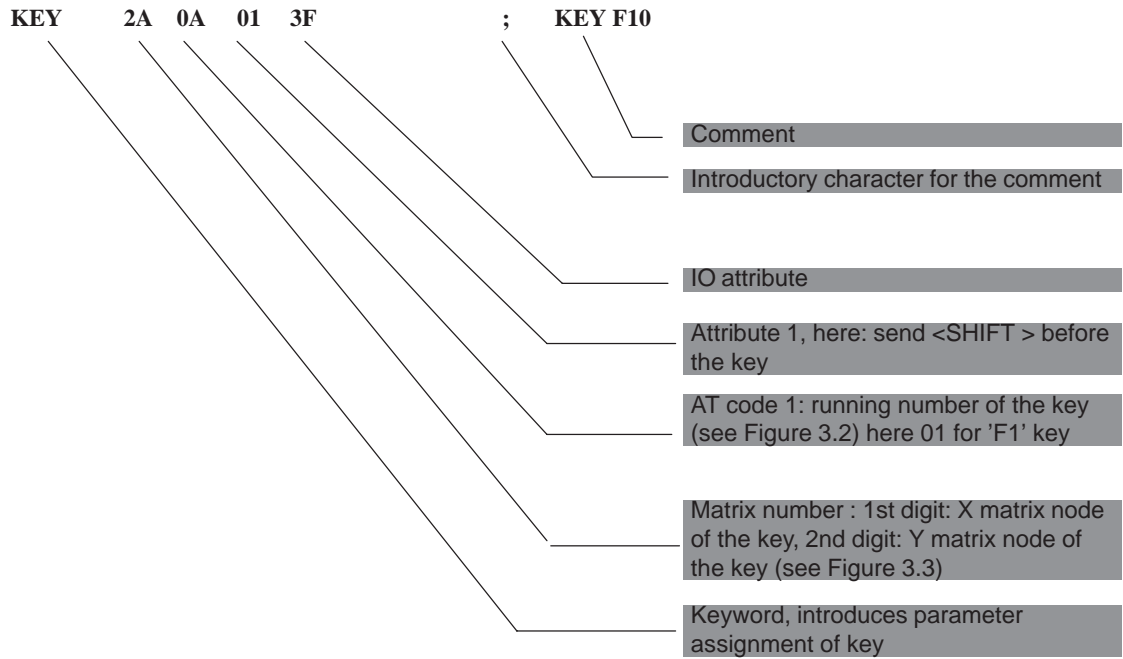 KEY 2A 0A 01 3F ; KEY F10
Comment
Introductory character for the comment
IO attribute
Attribute 1, here: send <SHIFT > before
the key
AT code 1: running number of the key
(see Figure 3.2) here 01 for ’F1’ key
Matrix number : 1st digit: X matrix node
of the key, 2nd digit: Y matrix node of
the key (see Figure 3.3)
Keyword, introduces parameter
assignment of key